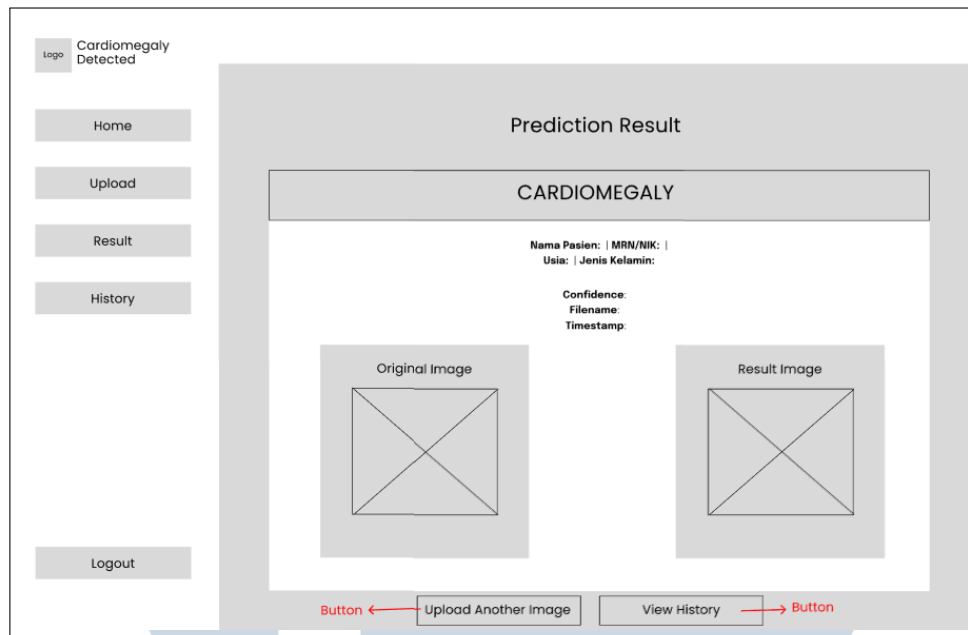 Logo
Cardiomegaly
Detected
Home
Upload
Result
History
Logout
Prediction Result
CARDIOMEGALY
Nama Pasien: | MRN/NIK: |
Usia: | Jenis Kelamin:
Confidence:
Filename:
Timestamp:
Original Image
Result Image
Button
Upload Another Image
View History
Button